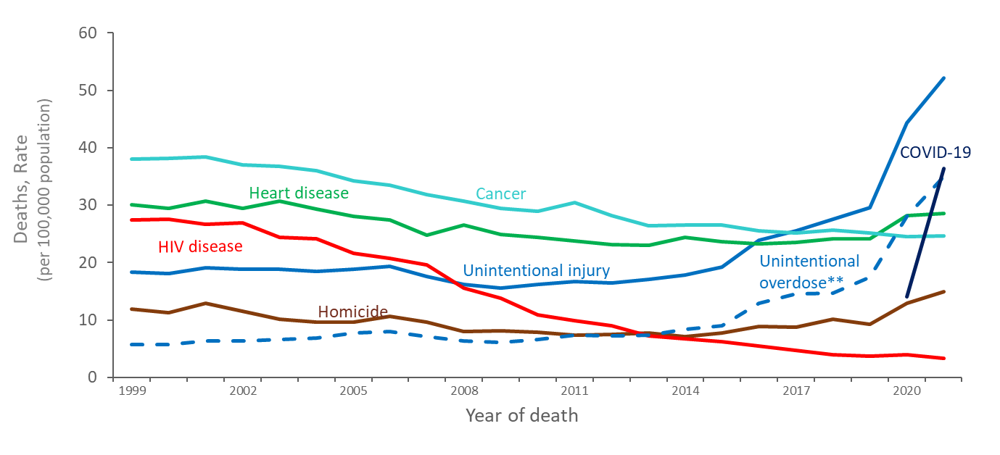 60
50
40
30
20
10
0
Deaths, Rate
(per 100,000 population)
COVID-19
Heart disease
Cancer
HIV disease
Unintentional
overdose**
Unintentional injury
Homicide
1999 2002 2005 2008 2011 2014 2017 2020
Year of death